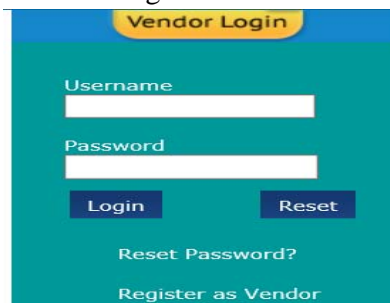 Vendor Login
Username
Password
Login Reset
Reset Password?
Register as Vendor